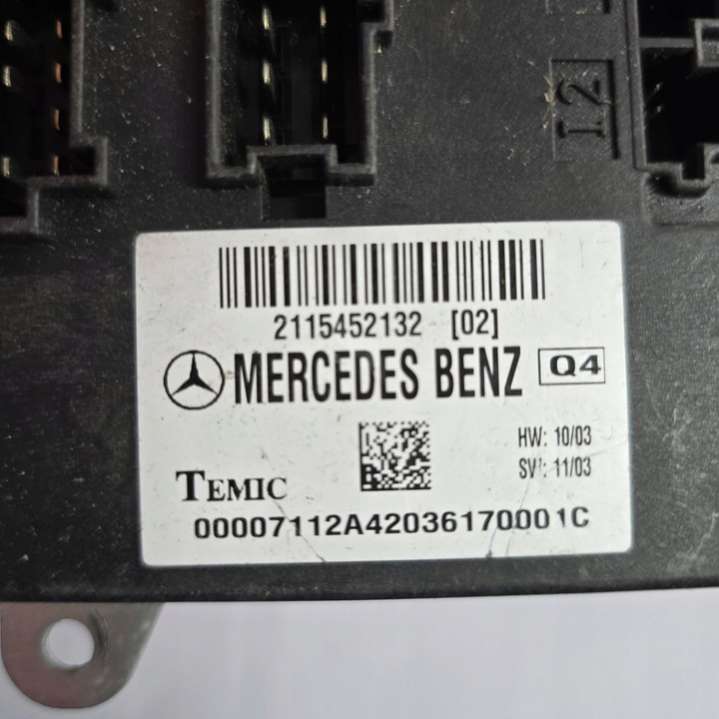 I2
2115452132 [02]
MERCEDES BENZ Q4
HW: 10/03
SW: 11/03
TEMIC
00007112A42036170001C